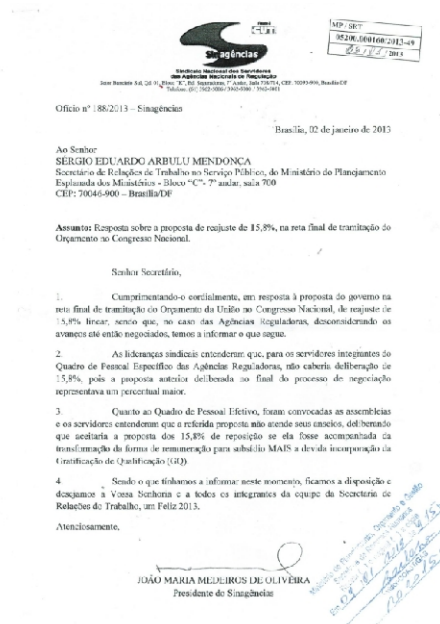 Sinagências
Sindicato Nacional dos Servidores
das Agências Nacionais de Regulação
MP / SRT
05200.000160/2013-49
Ofício nº 188/2013 – Sinagências
Brasília, 02 de janeiro de 2013
Ao Senhor
SÉRGIO EDUARDO ARBULU MENDONÇA
Secretário de Relações de Trabalho no Serviço Público, do Ministério do Planejamento
Esplanada dos Ministérios - Bloco “C”- 7º andar, sala 700
CEP: 70046-900 – Brasília/DF
Assunto: Resposta sobre a proposta de reajuste de 15,8%, na reta final de tramitação do
Orçamento no Congresso Nacional.
Senhor Secretário,
1. Cumprimentando-o cordialmente, em resposta à proposta do governo na
reta final de tramitação do Orçamento da União no Congresso Nacional, de reajuste de
15,8% linear, sendo que, no caso das Agências Reguladoras, desconsiderando os
avanços até então negociados, temos a informar o que segue.
2. As lideranças sindicais entenderam que, para os servidores integrantes do
Quadro de Pessoal Específico das Agências Reguladoras, não caberia deliberação de
15,8%, pois a proposta anterior deliberada no final do processo de negociação
representava um percentual maior.
3. Quanto ao Quadro de Pessoal Efetivo, foram convocadas as assembleias
e os servidores entenderam que a referida proposta não atende seus anseios, deliberando
que aceitaria a proposta dos 15,8% de reposição se ela fosse acompanhada da
transformação da forma de remuneração para subsídio MAIS a devida incorporação da
Gratificação de Qualificação (GQ)
4 Sendo o que tínhamos a informar neste momento, ficamos a disposição e
desejamos à Vossa Senhoria e a todos os integrantes da equipe da Secretaria de
Relações de Trabalho, um Feliz 2013.
Atenciosamente,
JOÃO MARIA MEDEIROS DE OLIVEIRA
Presidente do Sinagências